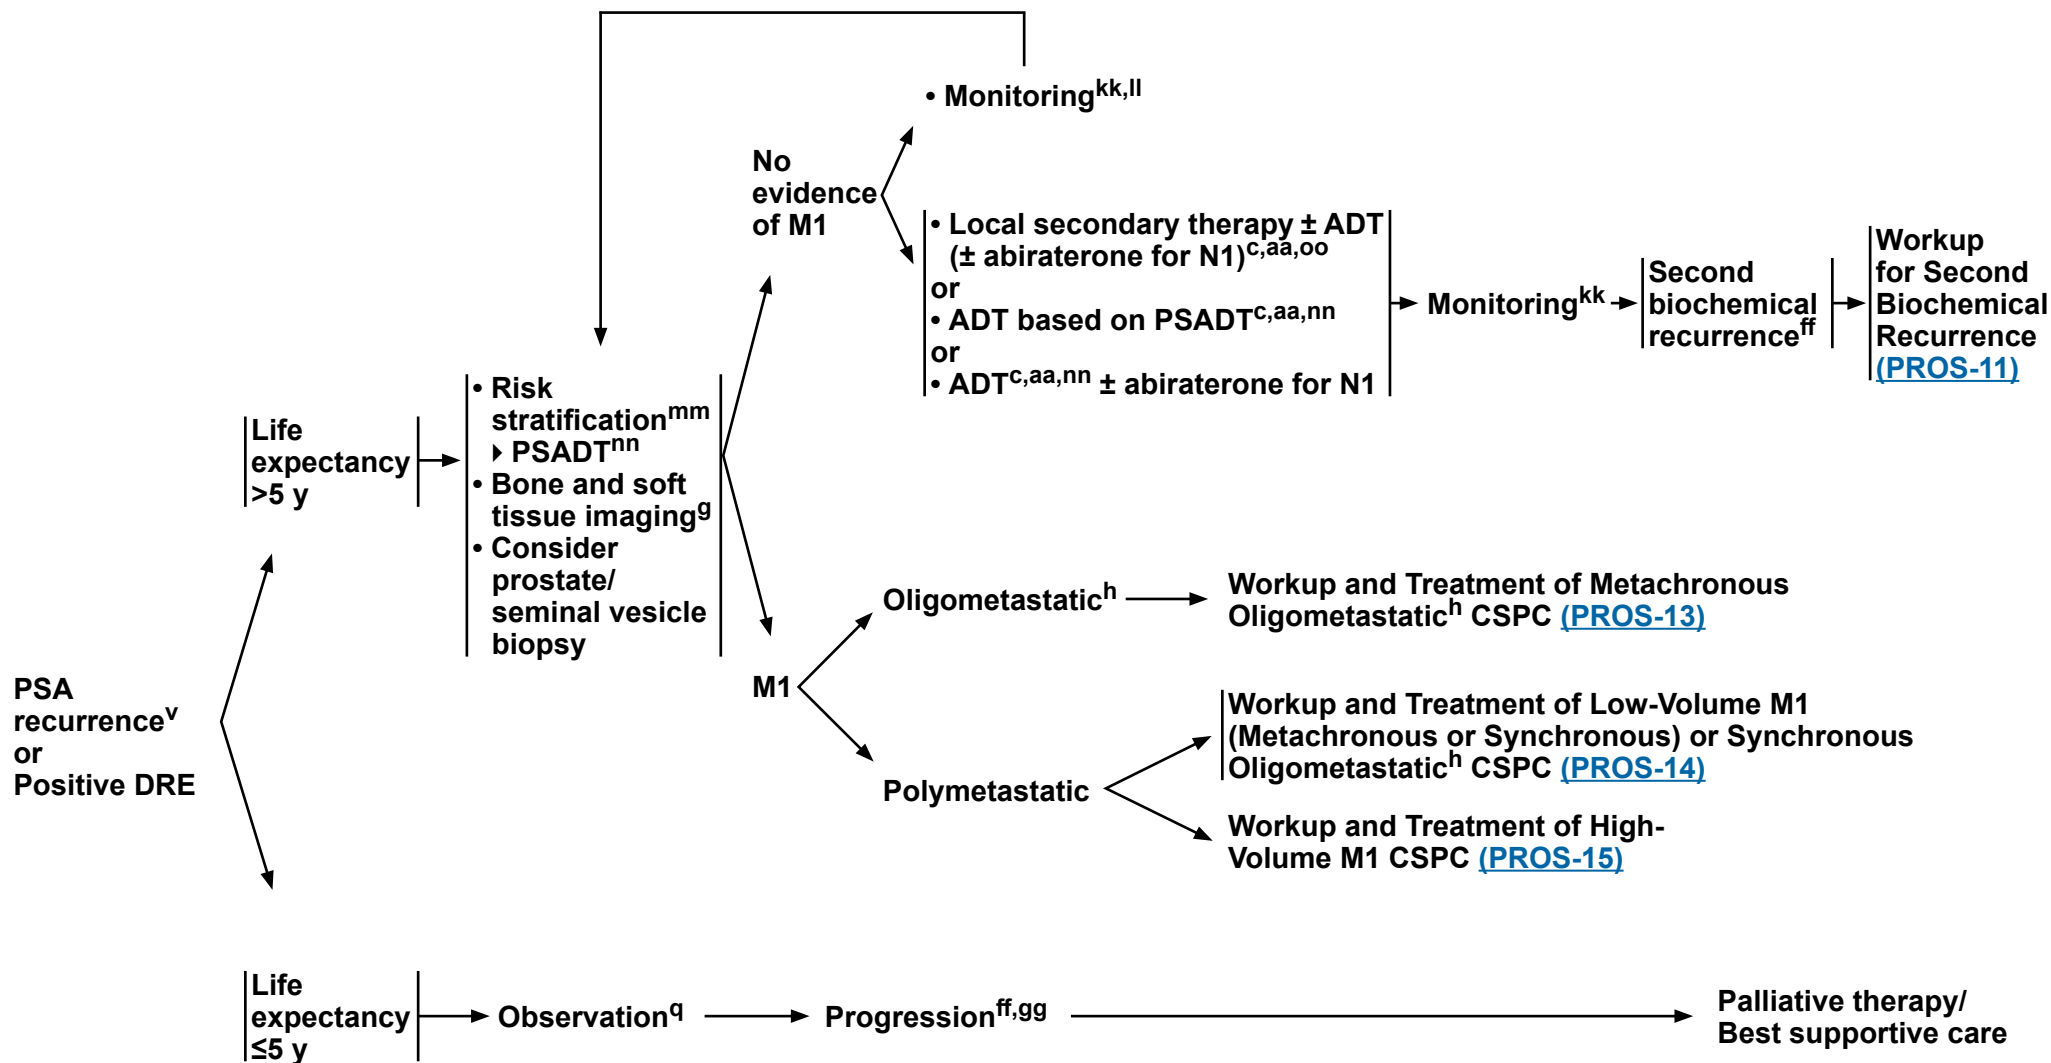 PSA
recurrence^v
or
Positive DRE
Life
expectancy
>5 y
• Risk
stratification^mm
▸ PSADT^nn
• Bone and soft
tissue imaging^g
• Consider
prostate/
seminal vesicle
biopsy
No
evidence
of M1
• Monitoring^kk,ll
• Local secondary therapy ± ADT
(± abiraterone for N1)^c,aa,oo
or
• ADT based on PSADT^c,aa,nn
or
• ADT^c,aa,nn ± abiraterone for N1
Monitoring^kk
Second
biochemical
recurrence^ff
Workup
for Second
Biochemical
Recurrence
(PROS-11)
M1
Oligometastatic^h
Workup and Treatment of Metachronous
Oligometastatic^h CSPC (PROS-13)
Polymetastatic
Workup and Treatment of Low-Volume M1
(Metachronous or Synchronous) or Synchronous
Oligometastatic^h CSPC (PROS-14)
Workup and Treatment of High-
Volume M1 CSPC (PROS-15)
Life
expectancy
≤5 y
Observation^q
Progression^ff,gg
Palliative therapy/
Best supportive care